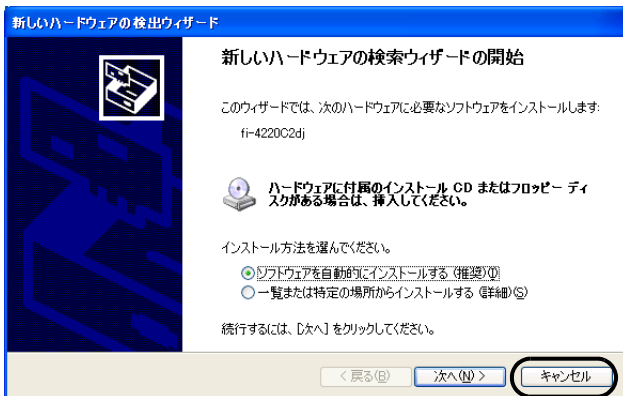 新しいハードウェアの検出ウィザード
新しいハードウェアの検索ウィザードの開始
このウィザードでは、次のハードウェアに必要なソフトウェアをインストールします:
fi-4220C2dj
ハードウェアに付属のインストール CD またはフロッピー ディ
スクがある場合は、挿入してください。
インストール方法を選んでください。
ソフトウェアを自動的にインストールする (推奨)(I)
一覧または特定の場所からインストールする (詳細)(S)
続行するには、[次へ] をクリックしてください。
< 戻る(B) 次へ(N) > キャンセル